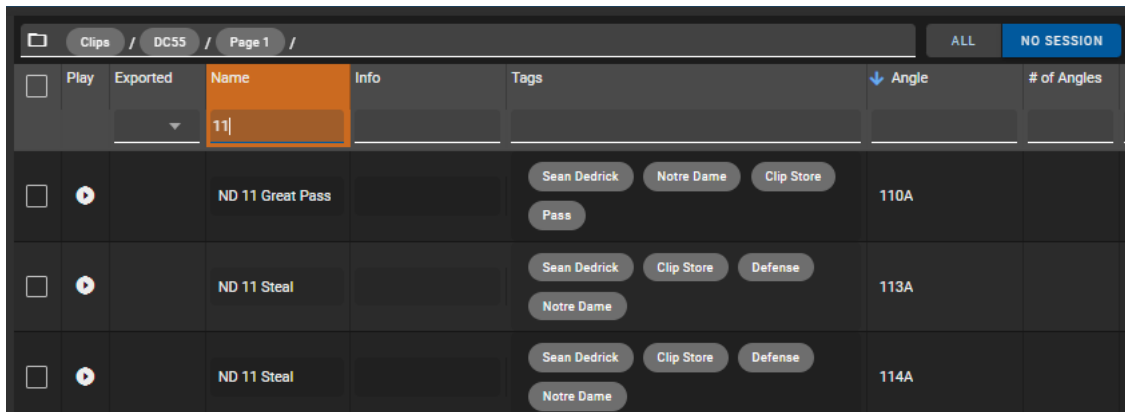 Clips / DC55 / Page 1 / ALL NO SESSION
Play Exported Name Info Tags Angle # of Angles
11
Sean Dedrick Notre Dame Clip Store
ND 11 Great Pass 110A
Pass
Sean Dedrick Clip Store Defense
ND 11 Steal 113A
Notre Dame
Sean Dedrick Clip Store Defense
ND 11 Steal 114A
Notre Dame